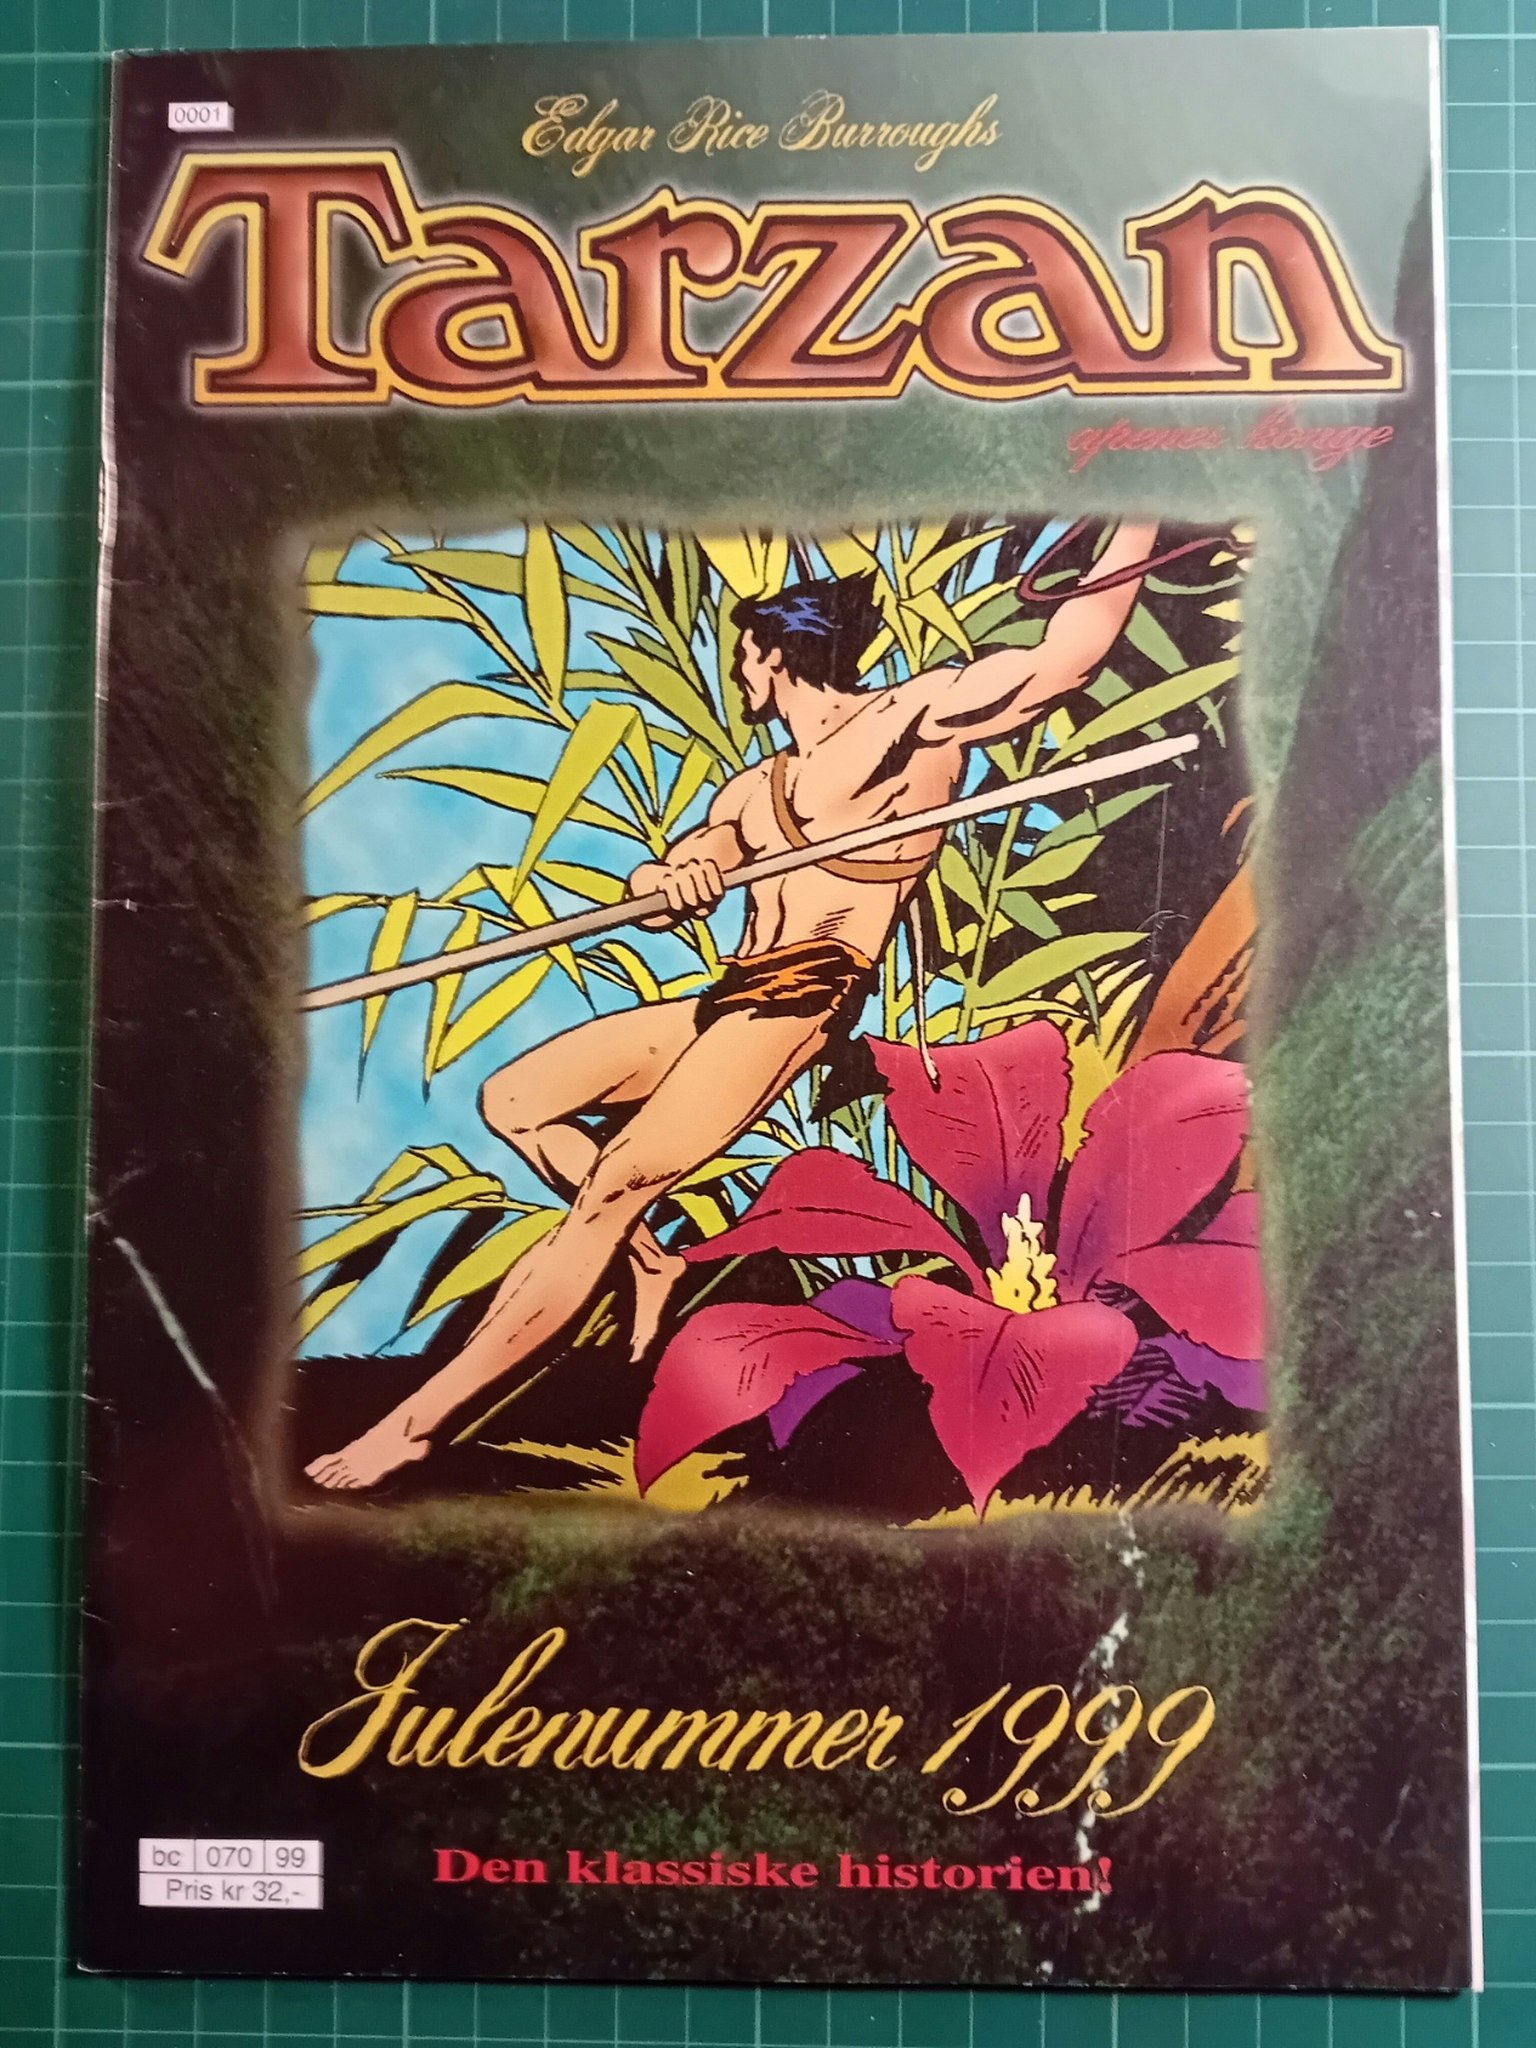 0001
Edgar Rice Burroughs
Tarzan
apenes konge
Julenummer 1999
Den klassiske historien!
bc 070 99
Pris kr 32,-